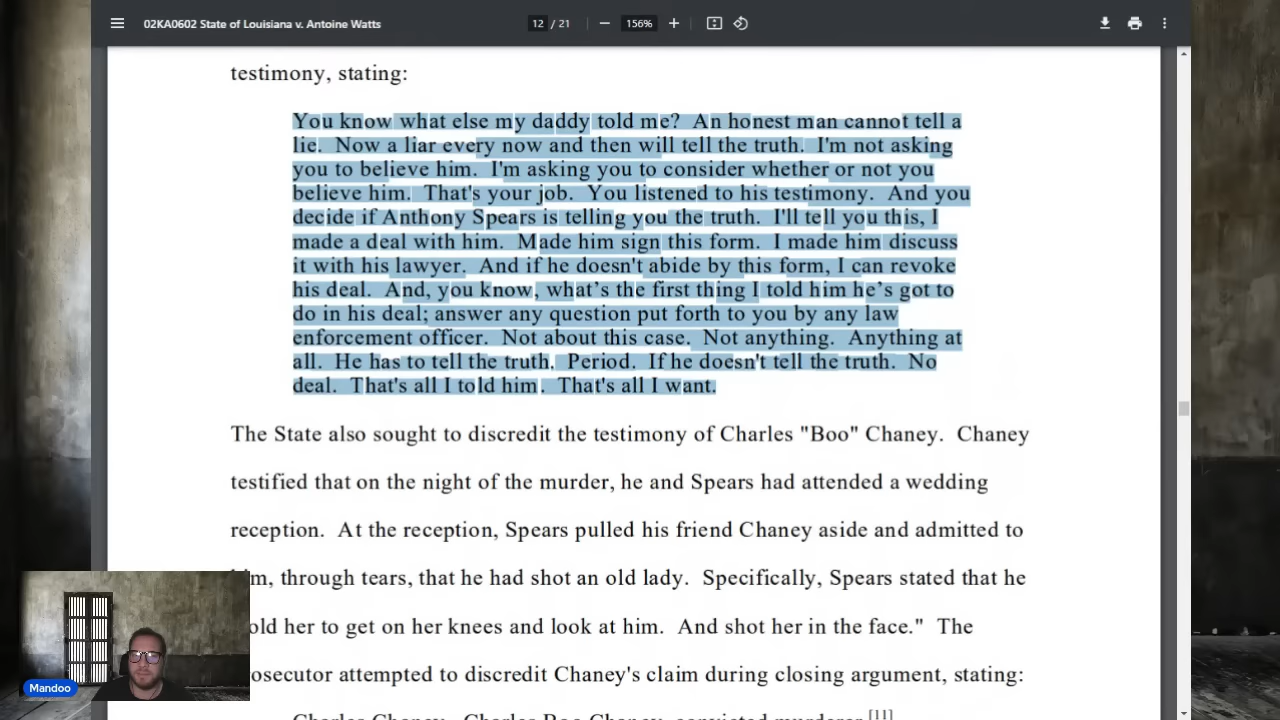 02KA0602 State of Louisiana v. Antoine Watts
12 / 21
156%
testimony, stating:
You know what else my daddy told me? An honest man cannot tell a
lie. Now a liar every now and then will tell the truth. I'm not asking
you to believe him. I'm asking you to consider whether or not you
believe him. That's your job. You listened to his testimony. And you
decide if Anthony Spears is telling you the truth. I'll tell you this, I
made a deal with him. Made him sign this form. I made him discuss
it with his lawyer. And if he doesn't abide by this form, I can revoke
his deal. And, you know, what’s the first thing I told him he’s got to
do in his deal; answer any question put forth to you by any law
enforcement officer. Not about this case. Not anything. Anything at
all. He has to tell the truth. Period. If he doesn't tell the truth. No
deal. That's all I told him. That's all I want.
The State also sought to discredit the testimony of Charles "Boo" Chaney. Chaney
testified that on the night of the murder, he and Spears had attended a wedding
reception. At the reception, Spears pulled his friend Chaney aside and admitted to
him, through tears, that he had shot an old lady. Specifically, Spears stated that he
old her to get on her knees and look at him. And shot her in the face." The
osecutor attempted to discredit Chaney's claim during closing argument, stating:
Charles Chaney. Charles Boo Chaney, convicted murderer.[11]
Mandoo